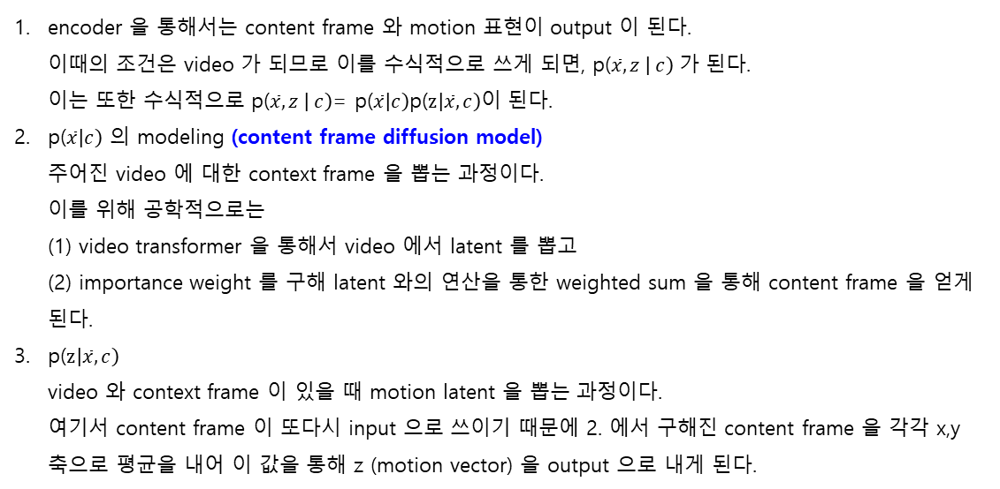 1. encoder 을 통해서는 content frame 와 motion 표현이 output 이 된다.
이때의 조건은 video 가 되므로 이를 수식적으로 쓰게 되면, p(x̄, z | c) 가 된다.
이는 또한 수식적으로 p(x̄, z | c)= p(x̄|c)p(z|x̄, c)이 된다.
2. p(x̄|c) 의 modeling (content frame diffusion model)
주어진 video 에 대한 context frame 을 뽑는 과정이다.
이를 위해 공학적으로는
(1) video transformer 을 통해서 video 에서 latent 를 뽑고
(2) importance weight 를 구해 latent 와의 연산을 통한 weighted sum 을 통해 content frame 을 얻게
된다.
3. p(z|x̄, c)
video 와 context frame 이 있을 때 motion latent 을 뽑는 과정이다.
여기서 content frame 이 또다시 input 으로 쓰이기 때문에 2. 에서 구해진 content frame 을 각각 x,y
축으로 평균을 내어 이 값을 통해 z (motion vector) 을 output 으로 내게 된다.